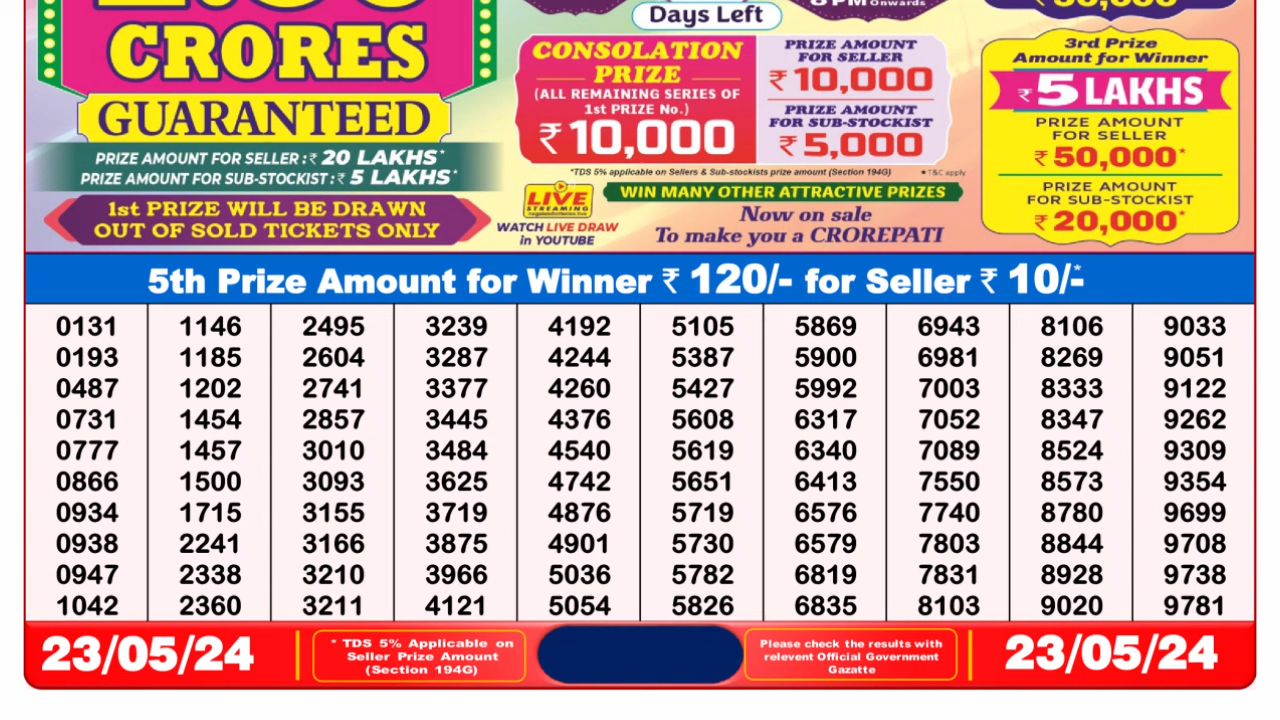 CRORES
GUARANTEED
PRIZE AMOUNT FOR SELLER :₹ 20 LAKHS*
PRIZE AMOUNT FOR SUB-STOCKIST :₹ 5 LAKHS*
1st PRIZE WILL BE DRAWN
OUT OF SOLD TICKETS ONLY
Days Left
8 PM Onwards
CONSOLATION
PRIZE
(ALL REMAINING SERIES OF
1st PRIZE No.)
₹10,000
PRIZE AMOUNT
FOR SELLER
₹10,000
PRIZE AMOUNT
FOR SUB-STOCKIST
₹5,000
*TDS 5% applicable on Sellers & Sub-stockists prize amount (Section 194G)
• T&C apply
LIVE
STREAMING
WATCH LIVE DRAW
in YOUTUBE
WIN MANY OTHER ATTRACTIVE PRIZES
Now on sale
To make you a CROREPATI
3rd Prize
Amount for Winner
₹5 LAKHS
PRIZE AMOUNT
FOR SELLER
₹50,000*
PRIZE AMOUNT
FOR SUB-STOCKIST
₹20,000*
5th Prize Amount for Winner ₹ 120/- for Seller ₹ 10/-*
0131 1146 2495 3239 4192 5105 5869 6943 8106 9033
0193 1185 2604 3287 4244 5387 5900 6981 8269 9051
0487 1202 2741 3377 4260 5427 5992 7003 8333 9122
0731 1454 2857 3445 4376 5608 6317 7052 8347 9262
0777 1457 3010 3484 4540 5619 6340 7089 8524 9309
0866 1500 3093 3625 4742 5651 6413 7550 8573 9354
0934 1715 3155 3719 4876 5719 6576 7740 8780 9699
0938 2241 3166 3875 4901 5730 6579 7803 8844 9708
0947 2338 3210 3966 5036 5782 6819 7831 8928 9738
1042 2360 3211 4121 5054 5826 6835 8103 9020 9781
23/05/24
* TDS 5% Applicable on
Seller Prize Amount
(Section 194G)
Please check the results with
relevent Official Government
Gazatte
23/05/24